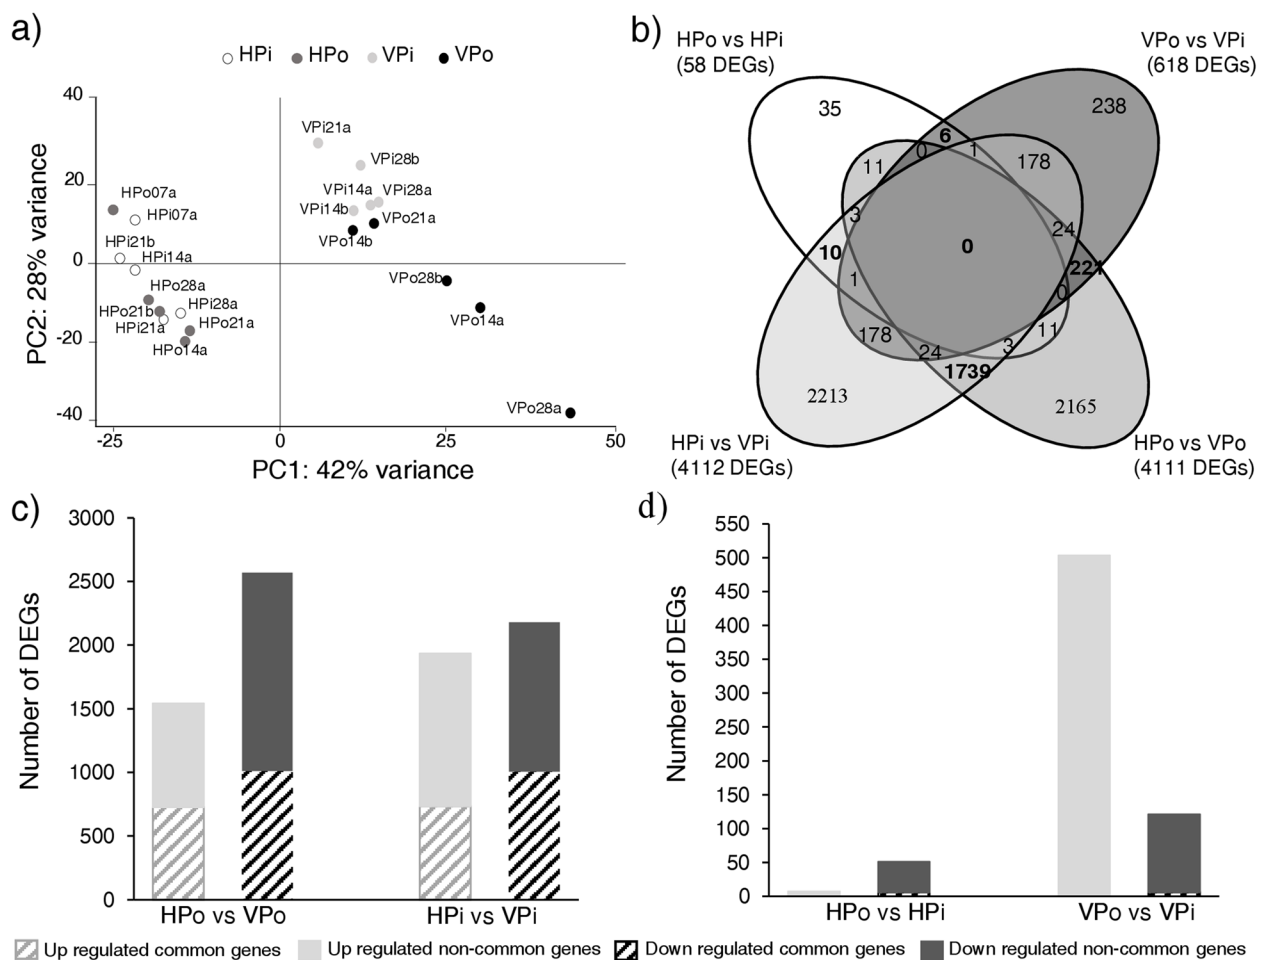 a)
HPi HPo VPi VPo
40
20
0
-20
-40
-25 0 25 50
PC2: 28% variance
PC1: 42% variance
VPi21a
VPi28b
VPi14a VPi28a
VPi14b VPo21a
VPo14b
VPo28b
VPo14a
VPo28a
HPo07a
HPi07a
HPi21b
HPi14a
HPo28a
HPo21b HPi28a
HPi21a HPo21a
HPo14a
b)
HPo vs HPi
(58 DEGs)
VPo vs VPi
(618 DEGs)
35
238
6
0 1
11 178
3 24
10 0 221
1 0
178 11
24 3
1739
2213 2165
HPi vs VPi
(4112 DEGs)
HPo vs VPo
(4111 DEGs)
c)
3000
2500
2000
1500
1000
500
0
Number of DEGs
HPo vs VPo HPi vs VPi
d)
550
500
450
400
350
300
250
200
150
100
50
0
Number of DEGs
HPo vs HPi VPo vs VPi
Up regulated common genes Up regulated non-common genes Down regulated common genes Down regulated non-common genes